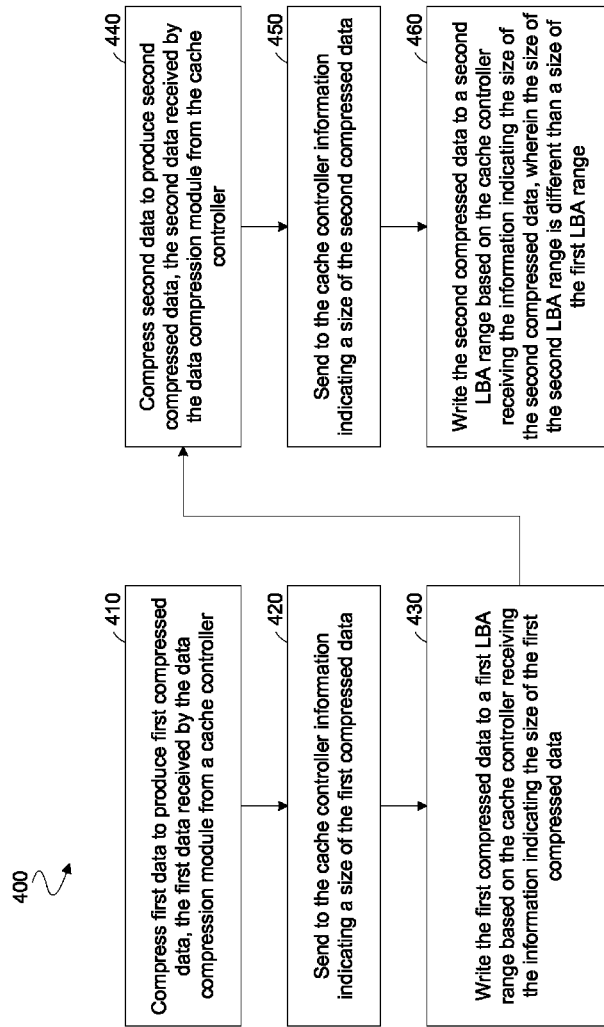 400
410
Compress first data to produce first compressed
data, the first data received by the data
compression module from a cache controller
420
Send to the cache controller information
indicating a size of the first compressed data
430
Write the first compressed data to a first LBA
range based on the cache controller receiving
the information indicating the size of the first
compressed data
440
Compress second data to produce second
compressed data, the second data received by
the data compression module from the cache
controller
450
Send to the cache controller information
indicating a size of the second compressed data
460
Write the second compressed data to a second
LBA range based on the cache controller
receiving the information indicating the size of
the second compressed data, wherein the size of
the second LBA range is different than a size of
the first LBA range